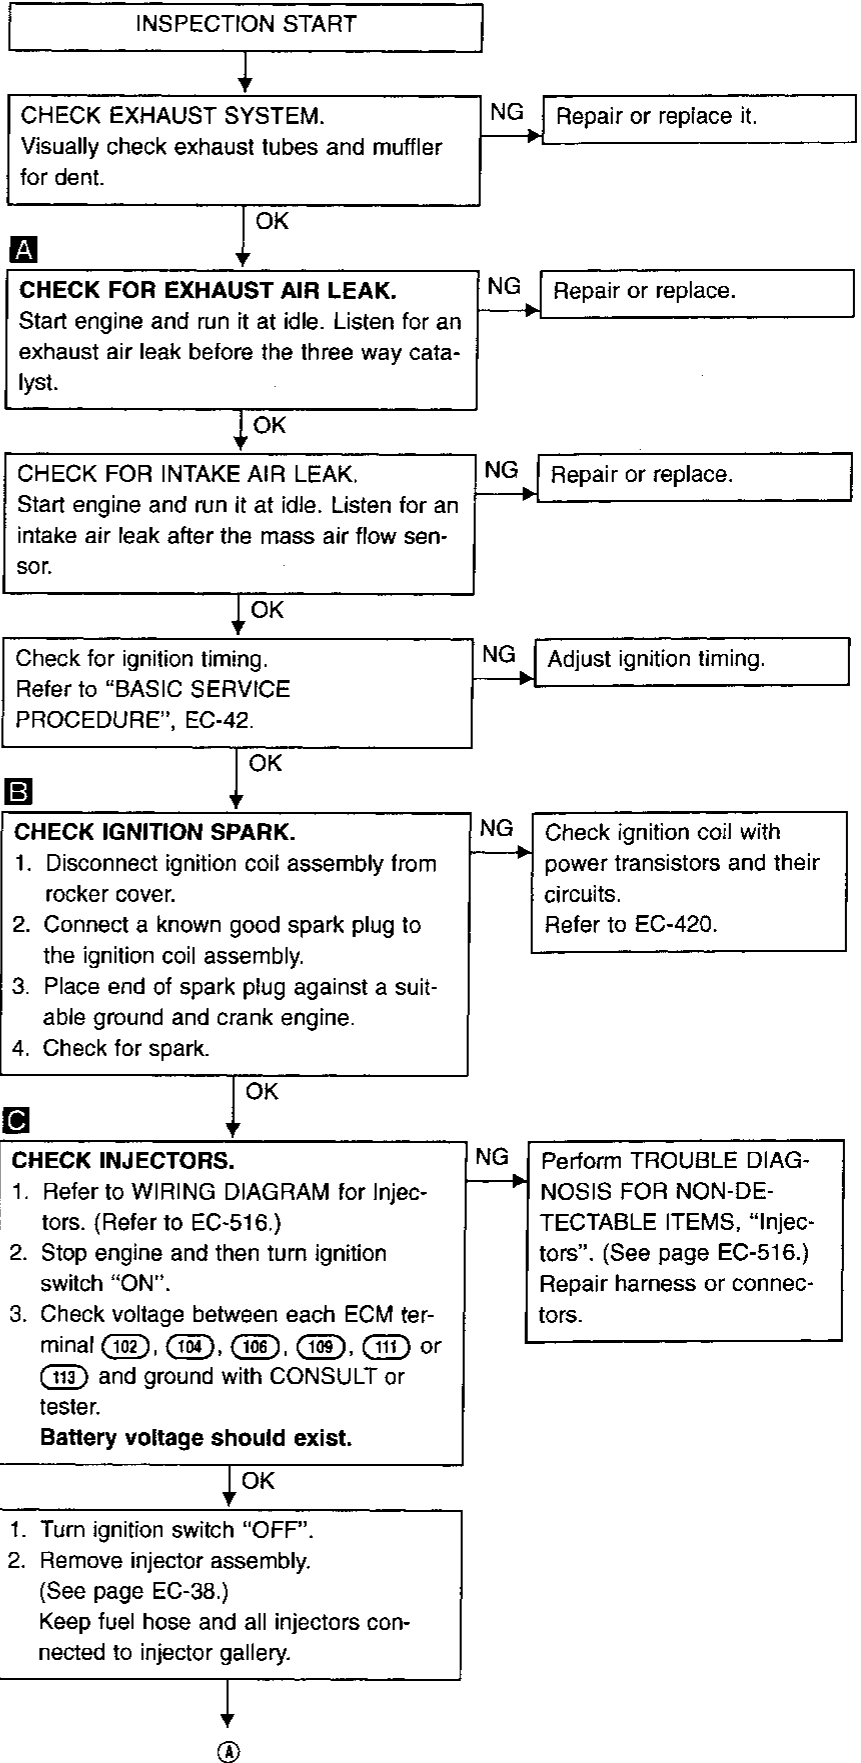 INSPECTION START
CHECK EXHAUST SYSTEM.
Visually check exhaust tubes and muffler
for dent.
NG
Repair or replace it.
OK
A
CHECK FOR EXHAUST AIR LEAK.
Start engine and run it at idle. Listen for an
exhaust air leak before the three way cata-
lyst.
NG
Repair or replace.
OK
CHECK FOR INTAKE AIR LEAK.
Start engine and run it at idle. Listen for an
intake air leak after the mass air flow sen-
sor.
NG
Repair or replace.
OK
Check for ignition timing.
Refer to "BASIC SERVICE
PROCEDURE", EC-42.
NG
Adjust ignition timing.
OK
B
CHECK IGNITION SPARK.
1. Disconnect ignition coil assembly from
rocker cover.
2. Connect a known good spark plug to
the ignition coil assembly.
3. Place end of spark plug against a suit-
able ground and crank engine.
4. Check for spark.
NG
Check ignition coil with
power transistors and their
circuits.
Refer to EC-420.
OK
C
CHECK INJECTORS.
1. Refer to WIRING DIAGRAM for Injec-
tors. (Refer to EC-516.)
2. Stop engine and then turn ignition
switch "ON".
3. Check voltage between each ECM ter-
minal 102, 104, 106, 109, 111 or
113 and ground with CONSULT or
tester.
Battery voltage should exist.
NG
Perform TROUBLE DIAG-
NOSIS FOR NON-DE-
TECTABLE ITEMS, "Injec-
tors". (See page EC-516.)
Repair harness or connec-
tors.
OK
1. Turn ignition switch "OFF".
2. Remove injector assembly.
(See page EC-38.)
Keep fuel hose and all injectors con-
nected to injector gallery.
A